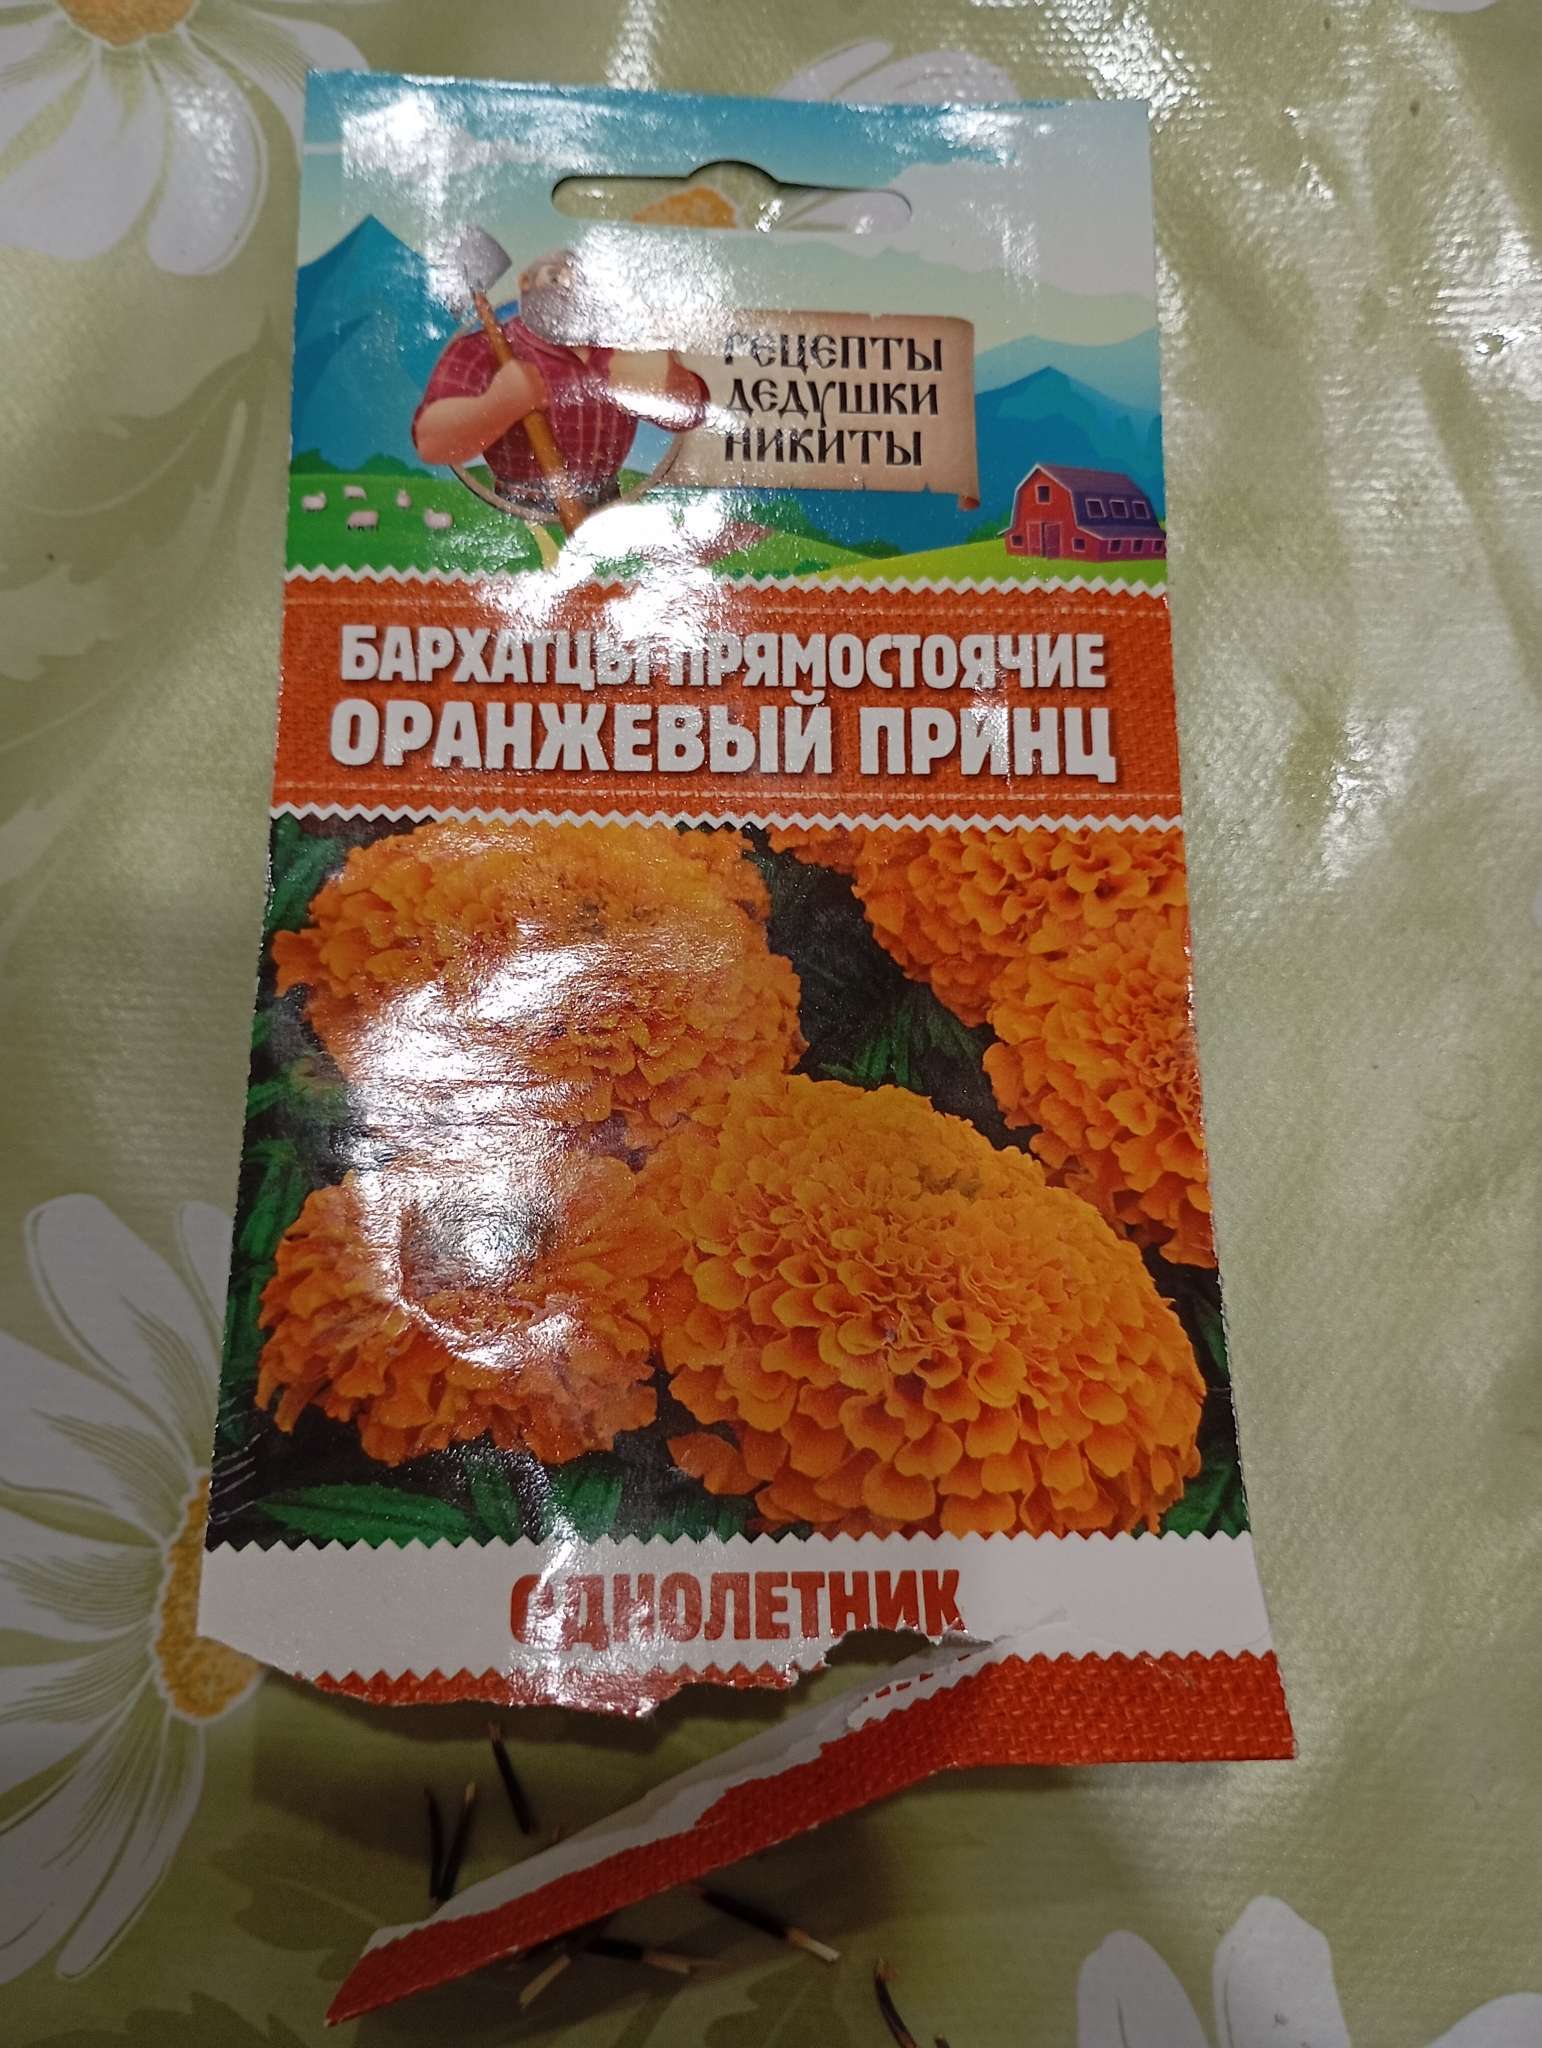 РЕЦЕПТЫ
ДЕДУШКИ
НИКИТЫ
БАРХАТЦЫ ПРЯМОСТОЯЧИЕ
ОРАНЖЕВЫЙ ПРИНЦ
ОДНОЛЕТНИК